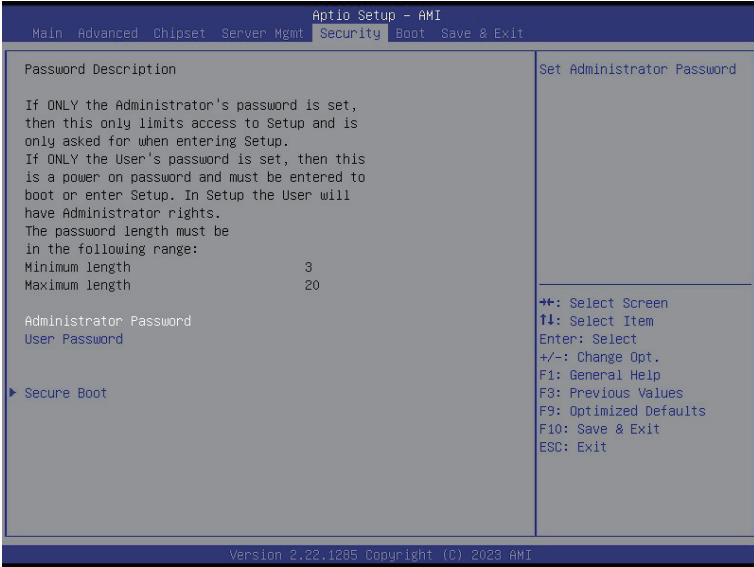 Aptio Setup - AMI
Main Advanced Chipset Server Mgmt Security Boot Save & Exit
Password Description
If ONLY the Administrator's password is set,
then this only limits access to Setup and is
only asked for when entering Setup.
If ONLY the User's password is set, then this
is a power on password and must be entered to
boot or enter Setup. In Setup the User will
have Administrator rights.
The password length must be
in the following range:
Minimum length 3
Maximum length 20
Administrator Password
User Password
Secure Boot
Set Administrator Password
→←: Select Screen
↑↓: Select Item
Enter: Select
+/-: Change Opt.
F1: General Help
F3: Previous Values
F9: Optimized Defaults
F10: Save & Exit
ESC: Exit
Version 2.22.1285 Copyright (C) 2023 AMI